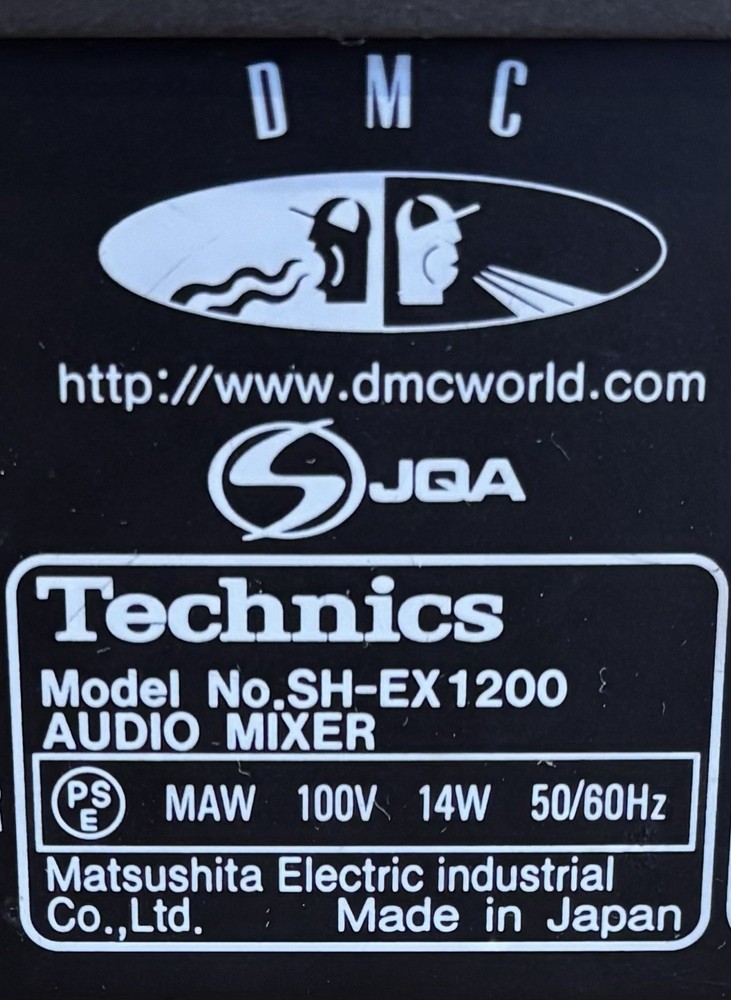 DMC
http://www.dmcworld.com
JQA
Technics
Model No.SH-EX1200
AUDIO MIXER
PSE MAW 100V 14W 50/60Hz
Matsushita Electric industrial
Co.,Ltd. Made in Japan